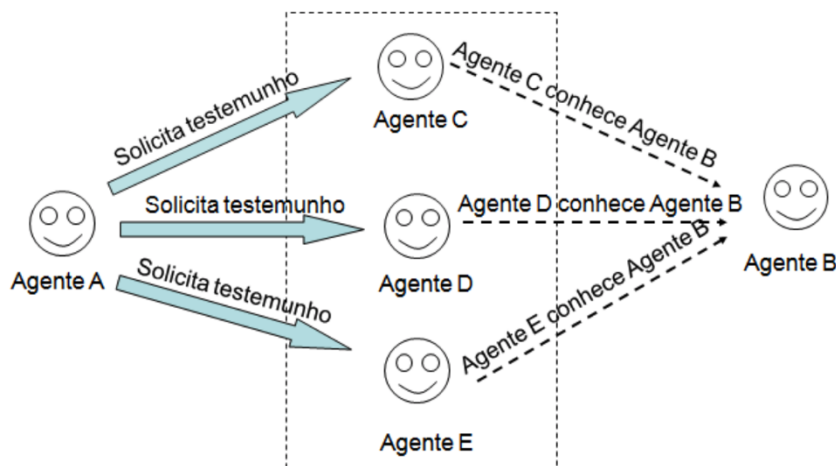 Solicita testemunho
Agente C
Agente C conhece Agente B
Solicita testemunho
Agente D conhece Agente B
Agente A
Agente D
Agente B
Solicita testemunho
Agente E conhece Agente B
Agente E